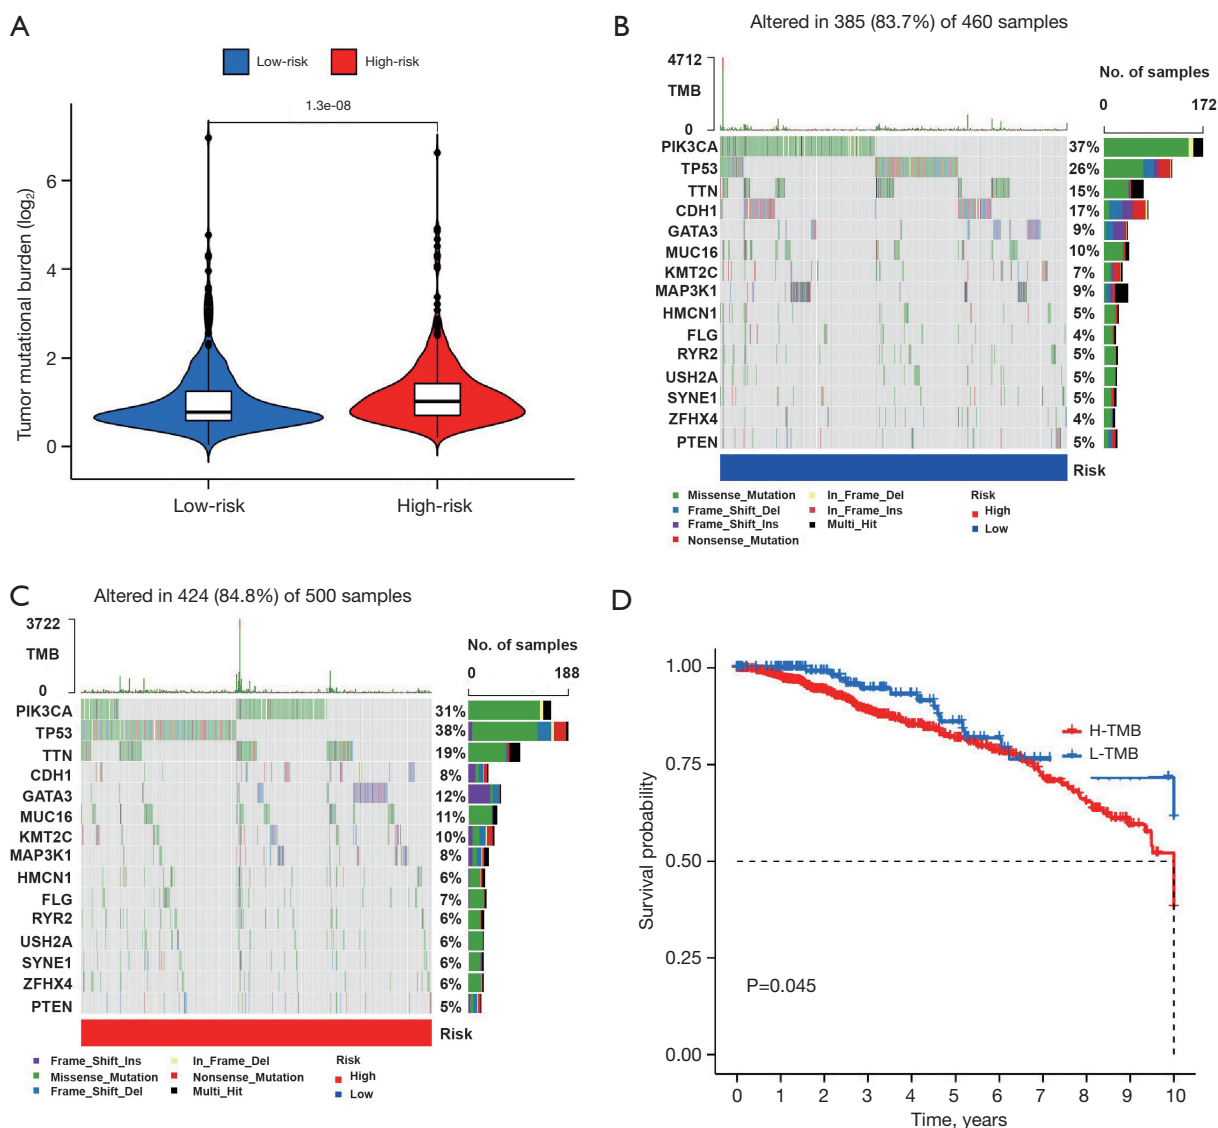 A
Low-risk
High-risk
1.3e-08
Tumor mutational burden (log2)
6
4
2
0
Low-risk
High-risk
B
Altered in 385 (83.7%) of 460 samples
4712
TMB
0
No. of samples
0 172
PIK3CA 37%
TP53 26%
TTN 15%
CDH1 17%
GATA3 9%
MUC16 10%
KMT2C 7%
MAP3K1 9%
HMCN1 5%
FLG 4%
RYR2 5%
USH2A 5%
SYNE1 5%
ZFHX4 4%
PTEN 5%
Risk
Missense_Mutation
Frame_Shift_Del
Frame_Shift_Ins
Nonsense_Mutation
In_Frame_Del
In_Frame_Ins
Multi_Hit
Risk
High
Low
C
Altered in 424 (84.8%) of 500 samples
3722
TMB
0
No. of samples
0 188
PIK3CA 31%
TP53 38%
TTN 19%
CDH1 8%
GATA3 12%
MUC16 11%
KMT2C 10%
MAP3K1 8%
HMCN1 6%
FLG 7%
RYR2 6%
USH2A 6%
SYNE1 6%
ZFHX4 6%
PTEN 5%
Risk
Frame_Shift_Ins
Missense_Mutation
Frame_Shift_Del
In_Frame_Del
Nonsense_Mutation
Multi_Hit
Risk
High
Low
D
Survival probability
1.00
0.75
0.50
0.25
0.00
H-TMB
L-TMB
P=0.045
0 1 2 3 4 5 6 7 8 9 10
Time, years